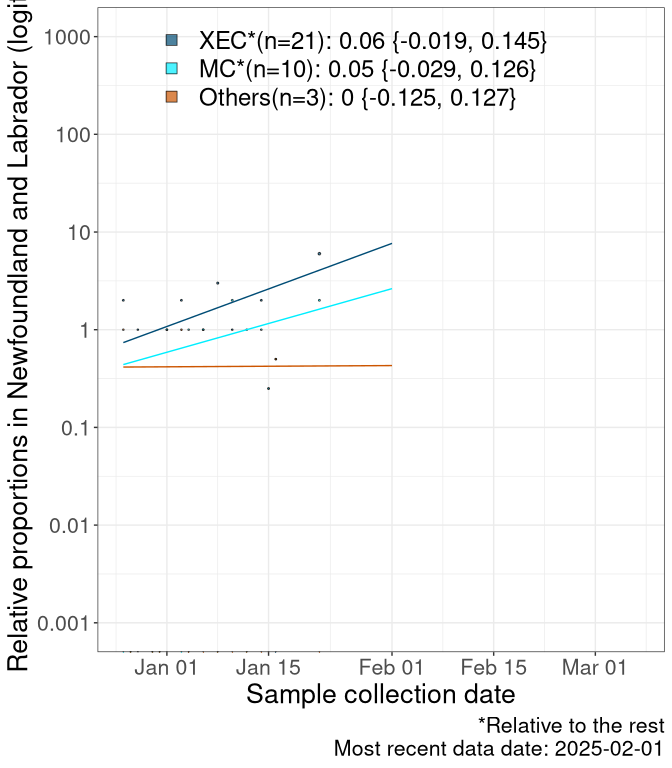 XEC*(n=21): 0.06 {-0.019, 0.145}
MC*(n=10): 0.05 {-0.029, 0.126}
Others(n=3): 0 {-0.125, 0.127}
Relative proportions in Newfoundland and Labrador
1000
100
10
1
0.1
0.01
0.001
Jan 01 Jan 15 Feb 01 Feb 15 Mar 01
Sample collection date
*Relative to the rest
Most recent data date: 2025-02-01